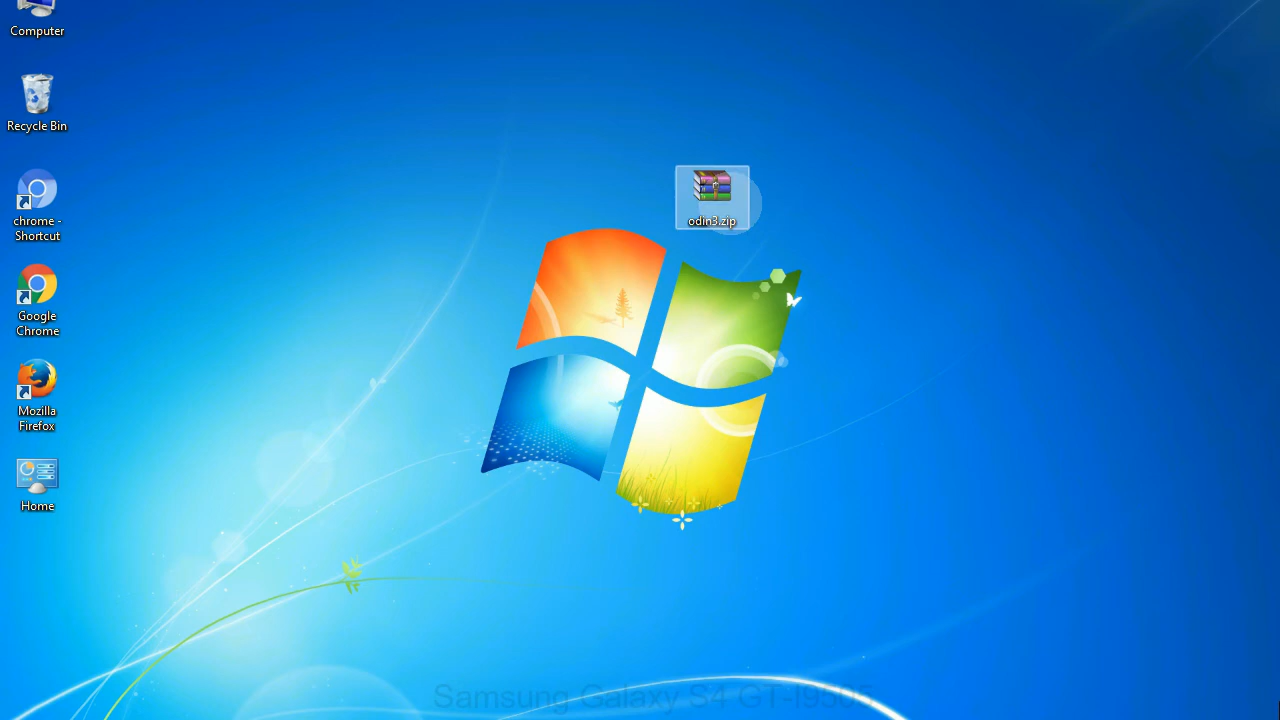 Computer
Recycle Bin
chrome -
Shortcut
Google
Chrome
Mozilla
Firefox
Home
odin3.zip
Samsung Galaxy S4 GT-I9505